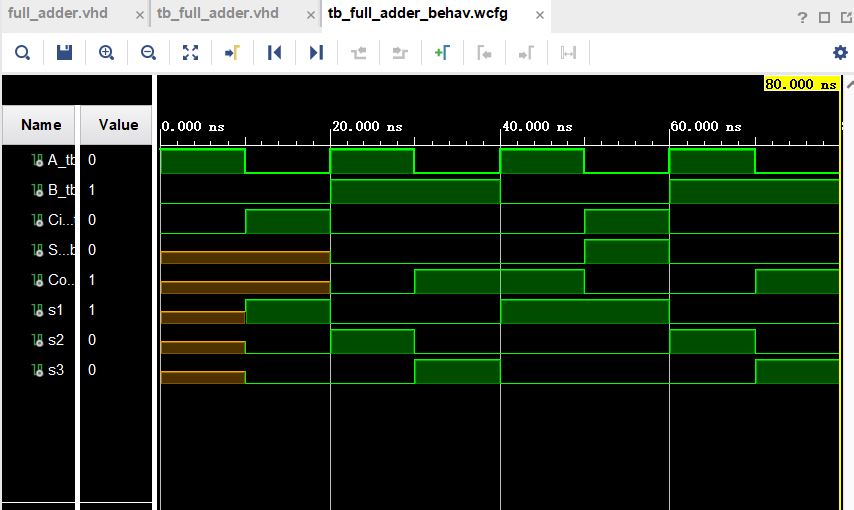 full_adder.vhd × tb_full_adder.vhd × tb_full_adder_behav.wcfg × ?
80.000 ns
Name Value
0.000 ns 20.000 ns 40.000 ns 60.000 ns
A_tb 0
B_tb 1
Ci... 0
S...b 0
Co... 1
s1 1
s2 0
s3 0